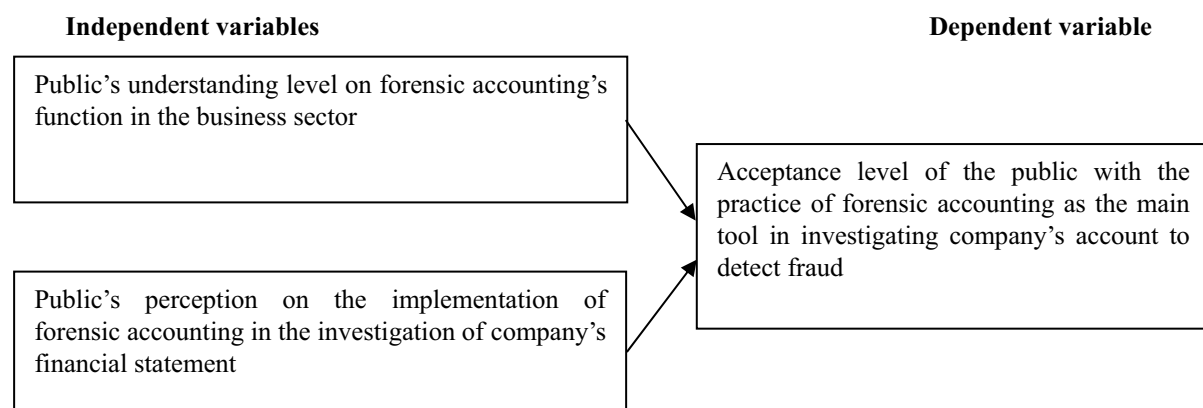 Independent variables
Dependent variable
Public’s understanding level on forensic accounting’s
function in the business sector
Acceptance level of the public with the
practice of forensic accounting as the main
tool in investigating company’s account to
detect fraud
Public’s perception on the implementation of
forensic accounting in the investigation of company’s
financial statement